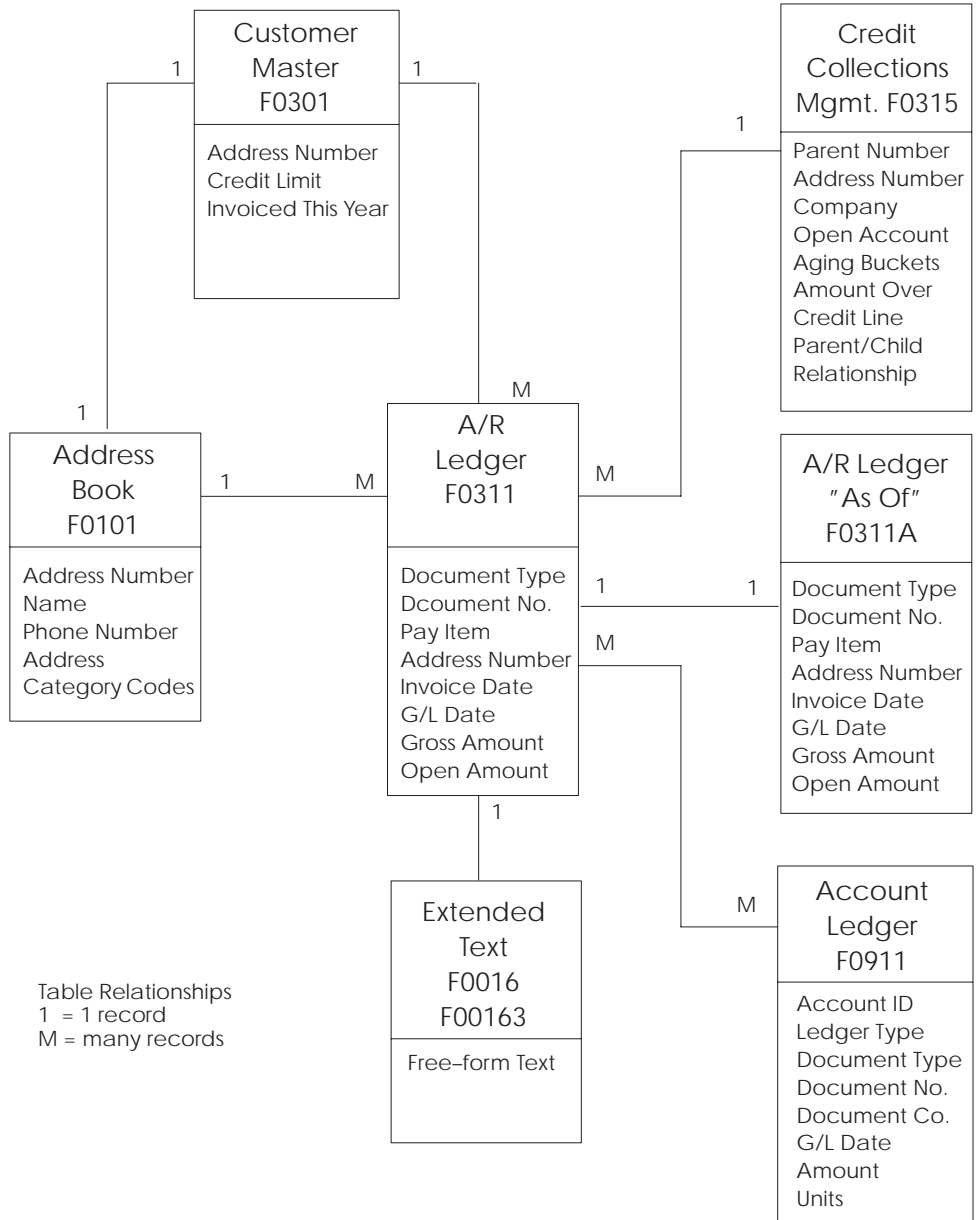 Customer
Master
F0301
Address Number
Credit Limit
Invoiced This Year
1
1
Credit
Collections
Mgmt. F0315
Parent Number
Address Number
Company
Open Account
Aging Buckets
Amount Over
Credit Line
Parent/Child
Relationship
1
1
M
Address
Book
F0101
Address Number
Name
Phone Number
Address
Category Codes
1
M
A/R
Ledger
F0311
Document Type
Dcoument No.
Pay Item
Address Number
Invoice Date
G/L Date
Gross Amount
Open Amount
M
1
1
M
1
A/R Ledger
"As Of"
F0311A
Document Type
Document No.
Pay Item
Address Number
Invoice Date
G/L Date
Gross Amount
Open Amount
Extended
Text
F0016
F00163
Free-form Text
M
Account
Ledger
F0911
Account ID
Ledger Type
Document Type
Document No.
Document Co.
G/L Date
Amount
Units
Table Relationships
1 = 1 record
M = many records